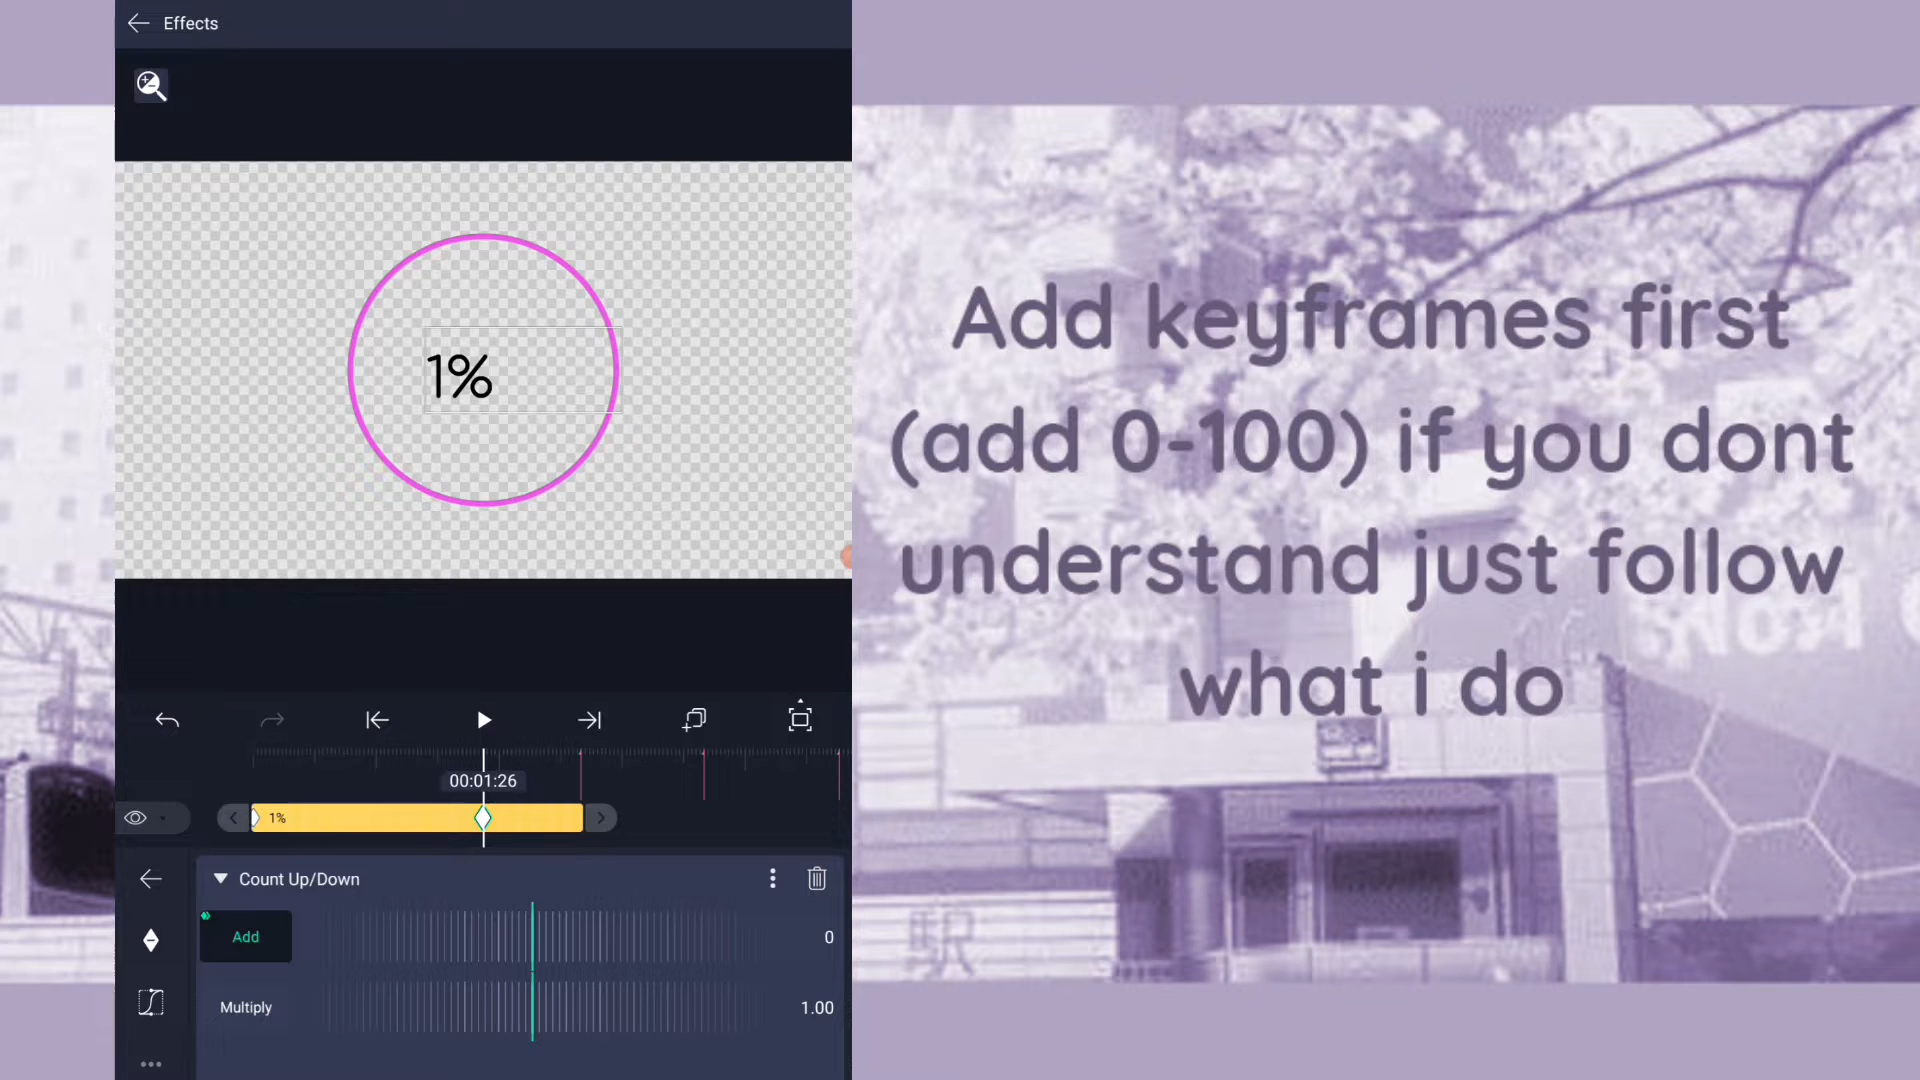 Effects
1%
00:01:26
1%
Count Up/Down
Add
0
Multiply
1.00
Add keyframes first
(add 0-100) if you dont
understand just follow
what i do